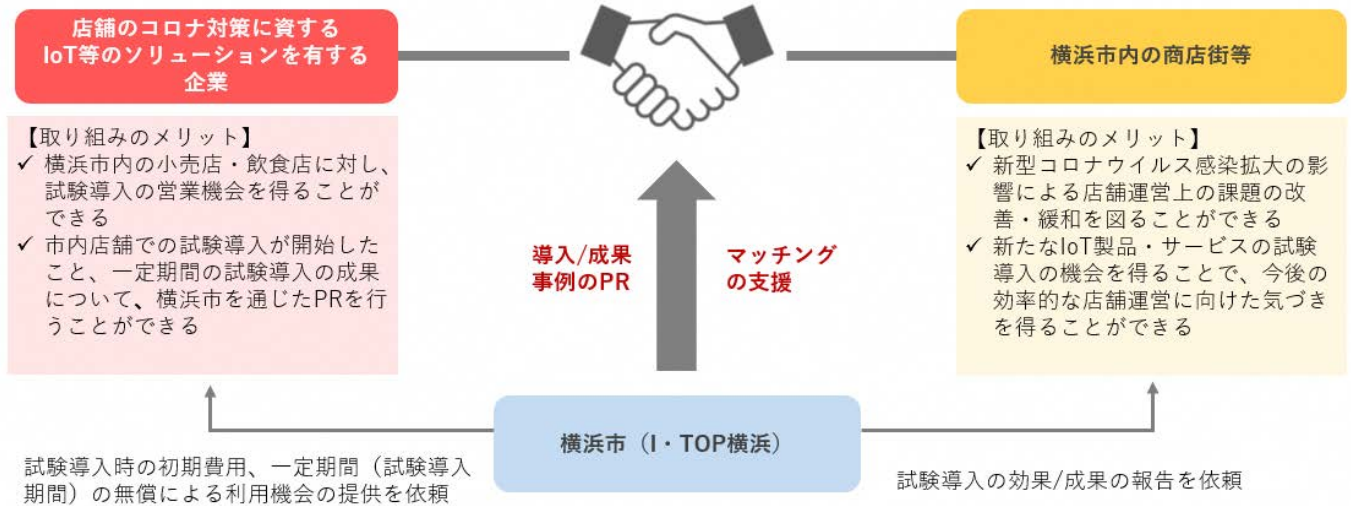 店舗のコロナ対策に資する
IoT等のソリューションを有する
企業
横浜市内の商店街等
【取り組みのメリット】
✓ 横浜市内の小売店・飲食店に対し、
試験導入の営業機会を得ることが
できる
✓ 市内店舗での試験導入が開始した
こと、一定期間の試験導入の成果
について、横浜市を通じたPRを行
うことができる
導入/成果
事例のPR
マッチング
の支援
【取り組みのメリット】
✓ 新型コロナウイルス感染拡大の影
響による店舗運営上の課題の改
善・緩和を図ることができる
✓ 新たなIoT製品・サービスの試験
導入の機会を得ることで、今後の
効率的な店舗運営に向けた気づき
を得ることができる
横浜市（I・TOP横浜）
試験導入時の初期費用、一定期間（試験導入
期間）の無償による利用機会の提供を依頼
試験導入の効果/成果の報告を依頼